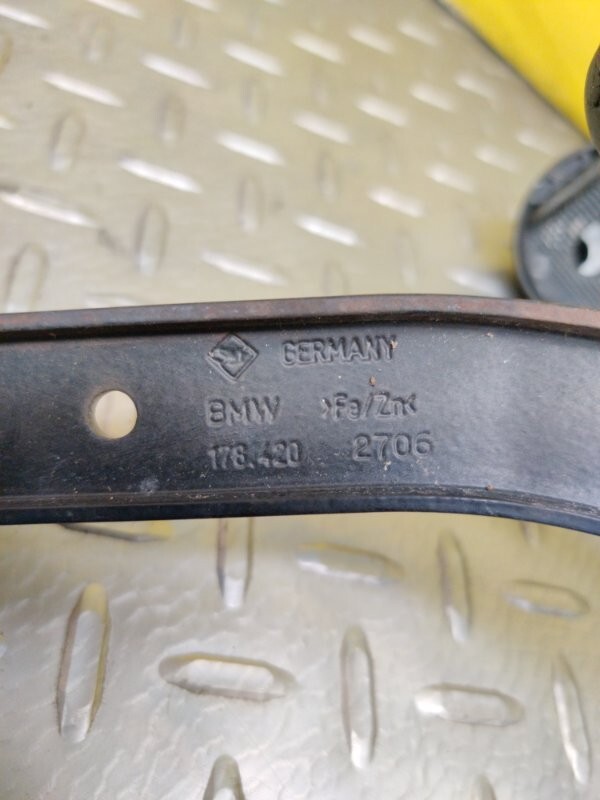 GERMANY
BMW >Fe/Zn<
178.420 2706